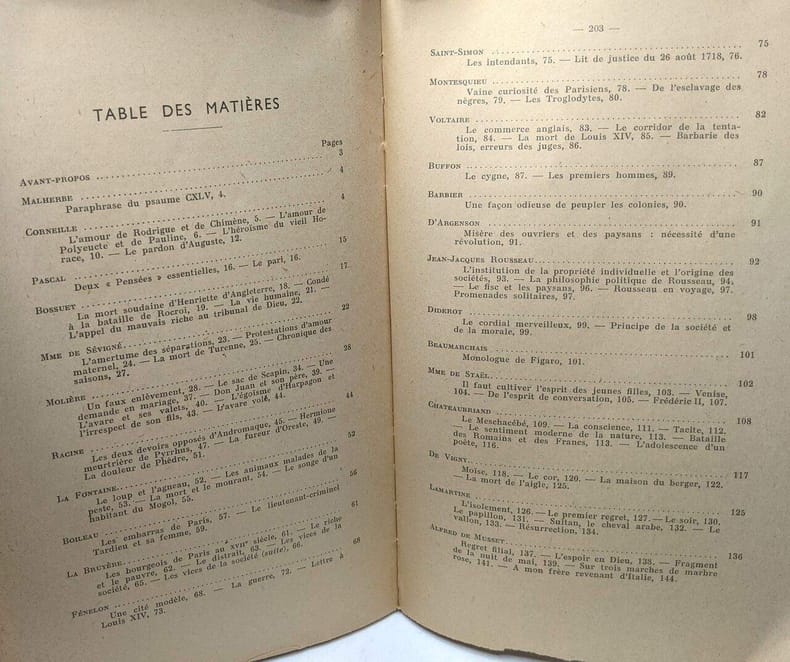 TABLE DES MATIÈRES
Pages
AVANT-PROPOS 3
MALHERBE 4
Paraphrase du psaume CXLV, 4.
CORNEILLE 4
L'amour de Rodrigue et de Chimène, 5. — L'amour de
Polyeucte et de Pauline, 6. — L'héroïsme du vieil Ho-
race, 10. — Le pardon d'Auguste, 12.
PASCAL 15
Deux « Pensées » essentielles, 16. — Le pari, 16.
BOSSUET 17
La mort soudaine d'Henriette d'Angleterre, 18. — Condé
à la bataille de Rocroi, 19. — La vie humaine, 21. —
L'appel du mauvais riche au tribunal de Dieu, 22.
MME DE SÉVIGNÉ 22
L'amertume des séparations, 23. — Protestations d'amour
maternel, 24. — La mort de Turenne, 25. — Chronique des
saisons, 27.
MOLIÈRE 28
Un faux enlèvement, 28. — Le sac de Scapin, 34. — Une
demande en mariage, 37. — Don Juan et son père, 39. —
L'avare et ses valets, 40. — L'égoïsme d'Harpagon et
l'irrespect de son fils, 43. — L'avare volé, 44.
RACINE 44
Les deux devoirs opposés d'Andromaque, 45. — Hermione
meurtrière de Pyrrhus, 47. — La fureur d'Oreste, 49. —
La douleur de Phèdre, 51.
LA FONTAINE 52
Le loup et l'agneau, 52. — Les animaux malades de la
peste, 53. — La mort et le mourant, 54. — Le songe d'un
habitant du Mogol, 55.
BOILEAU 56
Les embarras de Paris, 57. — Le lieutenant-criminel
Tardieu et sa femme, 59.
LA BRUYÈRE 61
Les bourgeois de Paris au XVIIe siècle, 61. — Le riche
et le pauvre, 62. — Le distrait, 63. — Les vices de la
société, 65. — Les vices de la société (suite), 66.
FÉNELON 68
Une cité modèle, 68. — La guerre, 72. — Lettre à
Louis XIV, 73.
— 203 —
SAINT-SIMON 75
Les intendants, 75. — Lit de justice du 26 août 1718, 76.
MONTESQUIEU 78
Vaine curiosité des Parisiens, 78. — De l'esclavage des
nègres, 79. — Les Troglodytes, 80.
VOLTAIRE 82
Le commerce anglais, 83. — Le corridor de la tenta-
tion, 84. — La mort de Louis XIV, 85. — Barbarie des
lois, erreurs des juges, 86.
BUFFON 87
Le cygne, 87. — Les premiers hommes, 89.
BARBIER 90
Une façon odieuse de peupler les colonies, 90.
D'ARGENSON 91
Misère des ouvriers et des paysans : nécessité d'une
révolution, 91.
JEAN-JACQUES ROUSSEAU 92
L'institution de la propriété individuelle et l'origine des
sociétés, 93. — La philosophie politique de Rousseau, 94.
— Le fisc et les paysans, 96. — Rousseau en voyage, 97.
Promenades solitaires, 97.
DIDEROT 98
Le cordial merveilleux, 99. — Principe de la société et
de la morale, 99.
BEAUMARCHAIS 101
Monologue de Figaro, 101.
MME DE STAËL 102
Il faut cultiver l'esprit des jeunes filles, 103. — Venise,
104. — De l'esprit de conversation, 105. — Frédéric II, 107.
CHATEAUBRIAND 108
Le Meschacébé, 109. — La conscience, 111. — Tacite, 112.
— Le sentiment moderne de la nature, 113. — Bataille
des Romains et des Francs, 113. — L'adolescence d'un
poète, 116.
DE VIGNY 117
Moïse, 118. — Le cor, 120. — La maison du berger, 122.
— La mort de l'aigle, 125.
LAMARTINE 125
L'isolement, 126. — Le premier regret, 127. — Le soir, 130.
Le papillon, 131. — Sultan, le cheval arabe, 132. — Le
vallon, 133. — Résurrection, 134.
ALFRED DE MUSSET 136
Regret filial, 137. — L'espoir en Dieu, 138. — Fragment
de la nuit de mai, 139. — Sur trois marches de marbre
rose, 141. — A mon frère revenant d'Italie, 144.